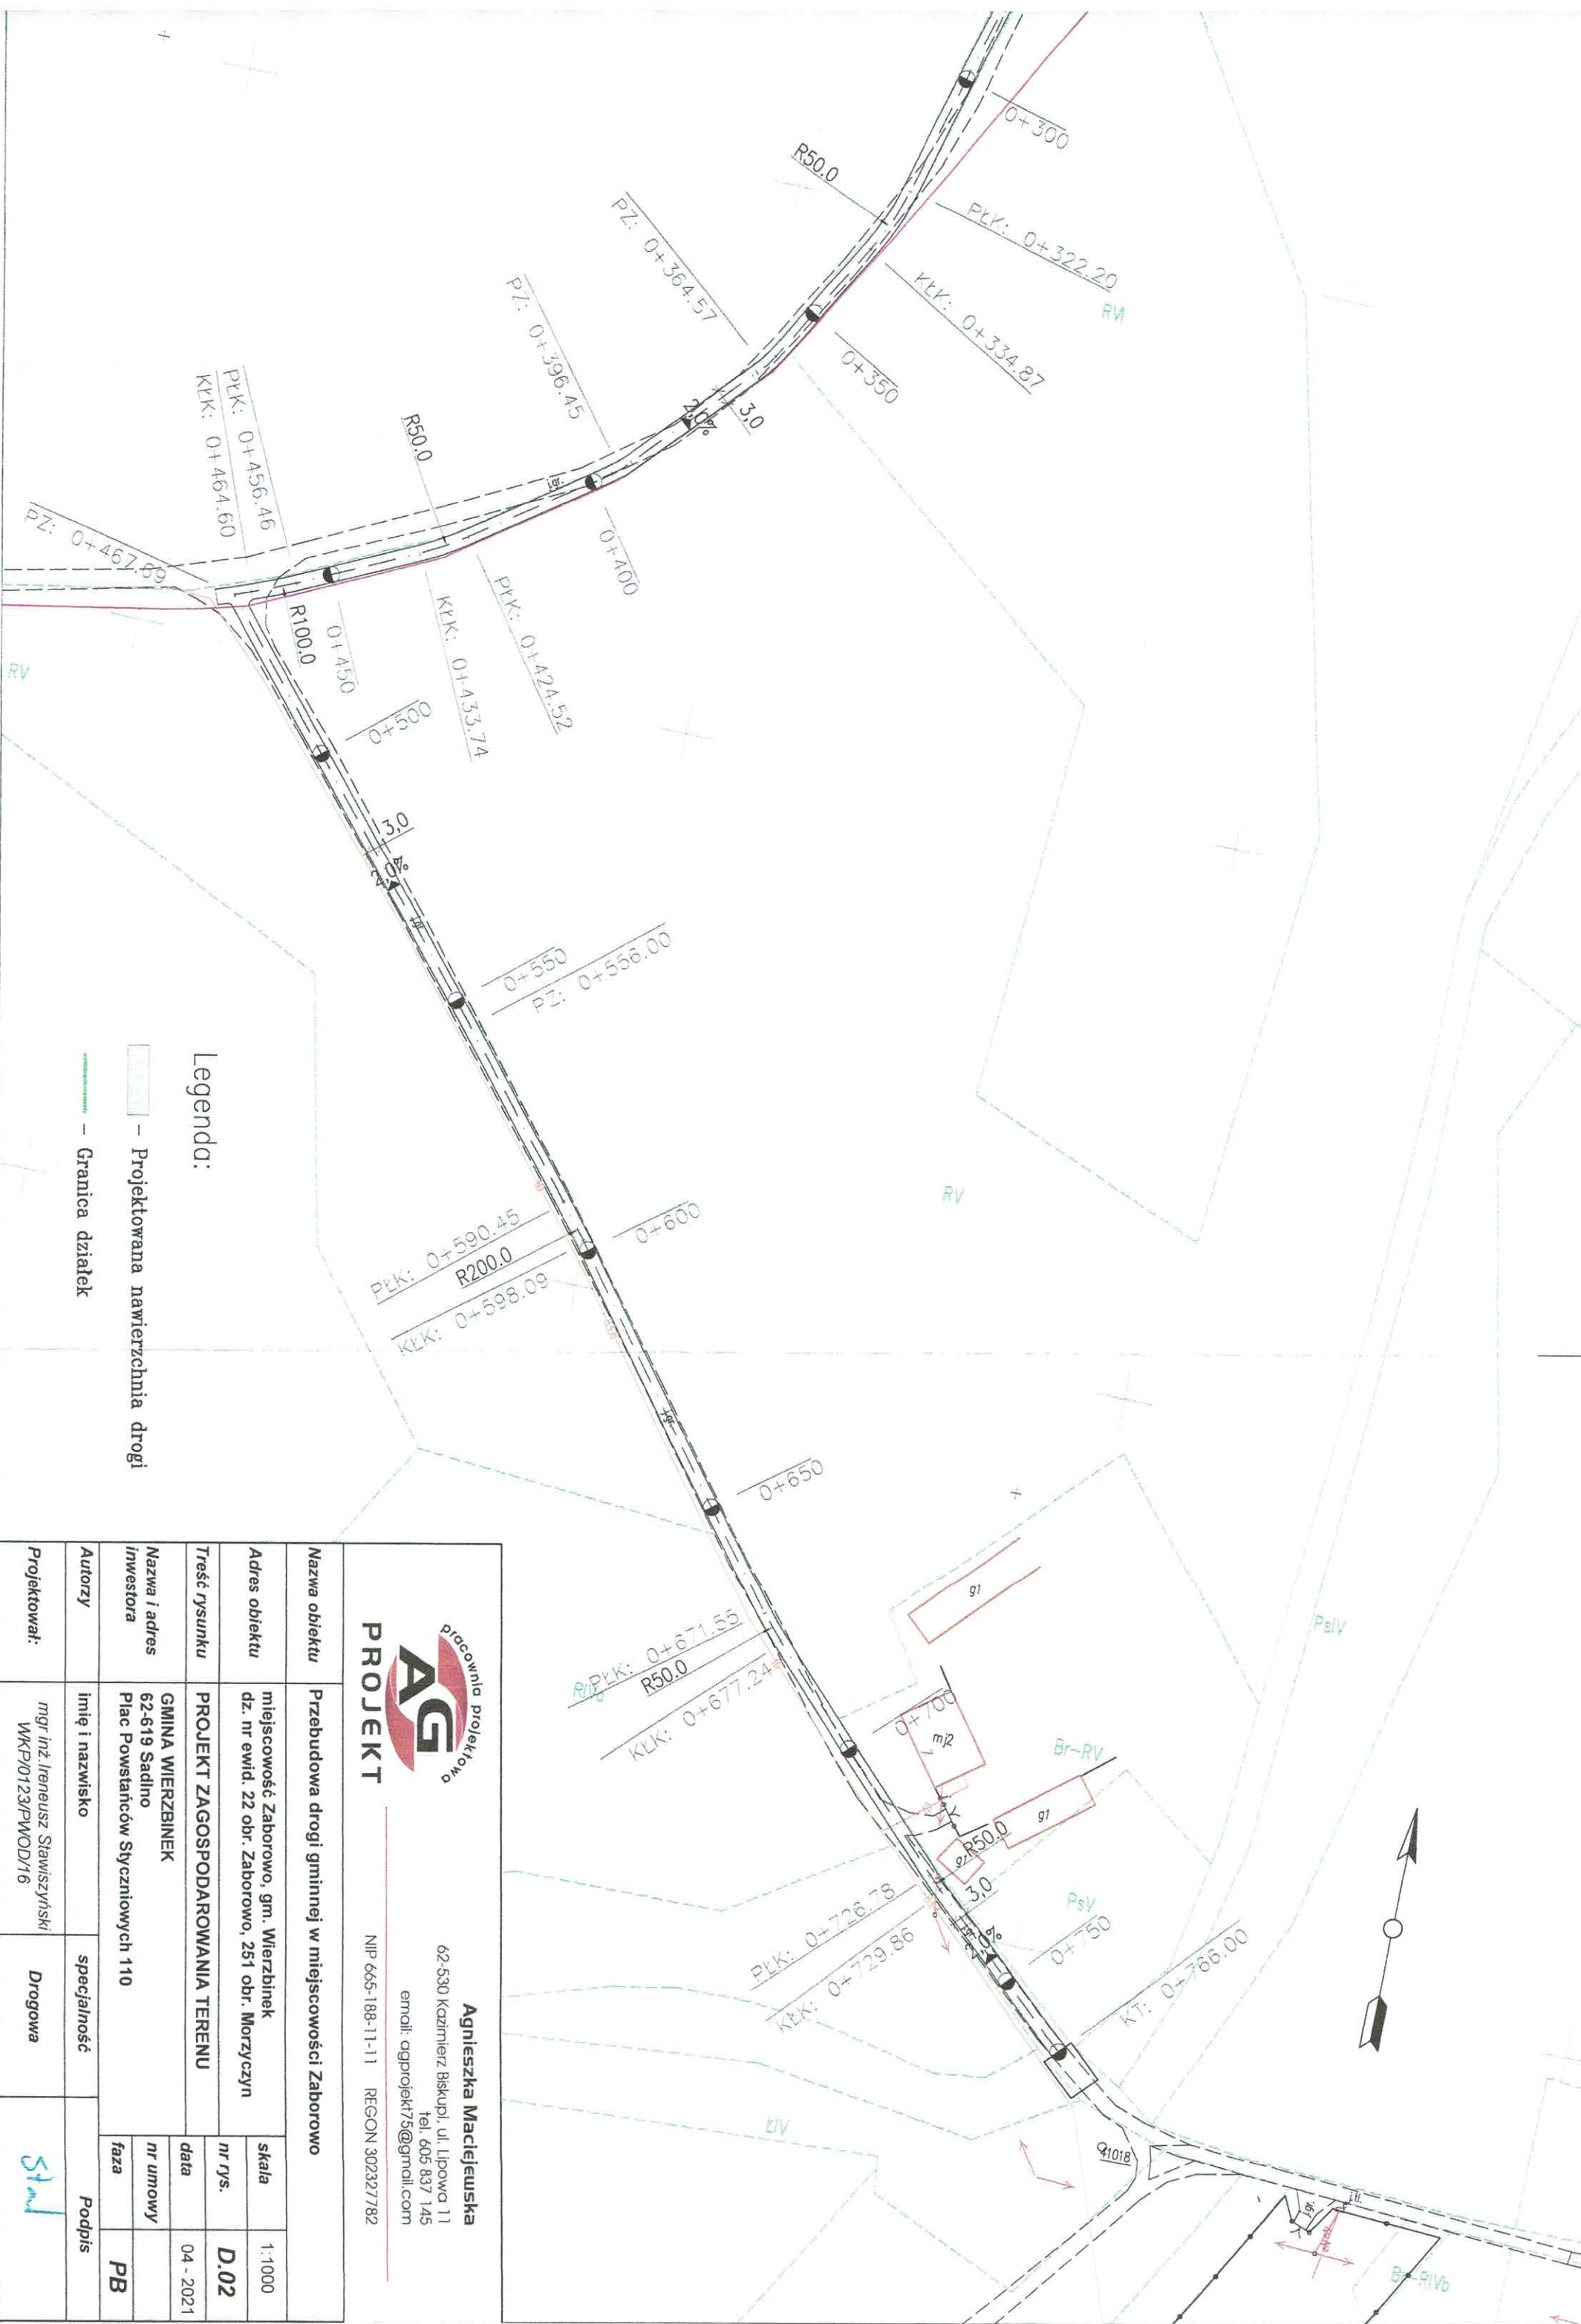 0+300
R50.0
PŁK: 0+322.20
KŁK: 0+334.87
RVI
0+350
PZ: 0+364.57
3,0
2,0%
PZ: 0+396.45
0+400
R50.0
PŁK: 0+424.52
KŁK: 0+433.74
0+450
R100.0
PŁK: 0+456.46
KŁK: 0+464.60
PZ: 0+467.69
RV
0+500
3,0
0+550
PZ: 0+556.00
RV
PŁK: 0+590.45
R200.0
KŁK: 0+598.09
0+600
0+650
PŁK: 0+671.55
R50.0
KŁK: 0+677.24
0+700
g1
mj2
g1
Br-RV
PsIV
R50.0
3,0
2,0%
PsV
PŁK: 0+726.78
KŁK: 0+729.86
0+750
KT: 0+766.00
ŁIV
41018
Br-RIVb
Legenda:
– Projektowana nawierzchnia drogi
– Granica działek
pracownia projektowa
AG
PROJEKT
Agnieszka Maciejeuska
62-530 Kazimierz Biskupi, ul. Lipowa 11
tel. 605 837 145
email: agprojekt75@gmail.com
NIP 665-188-11-11 REGON 302327782
Nazwa obiektu Przebudowa drogi gminnej w miejscowości Zaborowo
Adres obiektu miejscowość Zaborowo, gm. Wierzbinek
dz. nr ewid. 22 obr. Zaborowo, 251 obr. Morzyczyn
skala 1:1000
Treść rysunku PROJEKT ZAGOSPODAROWANIA TERENU
nr rys. D.02
Nazwa i adres inwestora
GMINA WIERZBINEK
62-619 Sadlno
Plac Powstańców Styczniowych 110
data 04 - 2021
nr umowy
faza PB
Autorzy imię i nazwisko specjalność Podpis
Projektował: mgr inż.Ireneusz Stawiszyński Drogowa
WKP/0123/PWOD/16